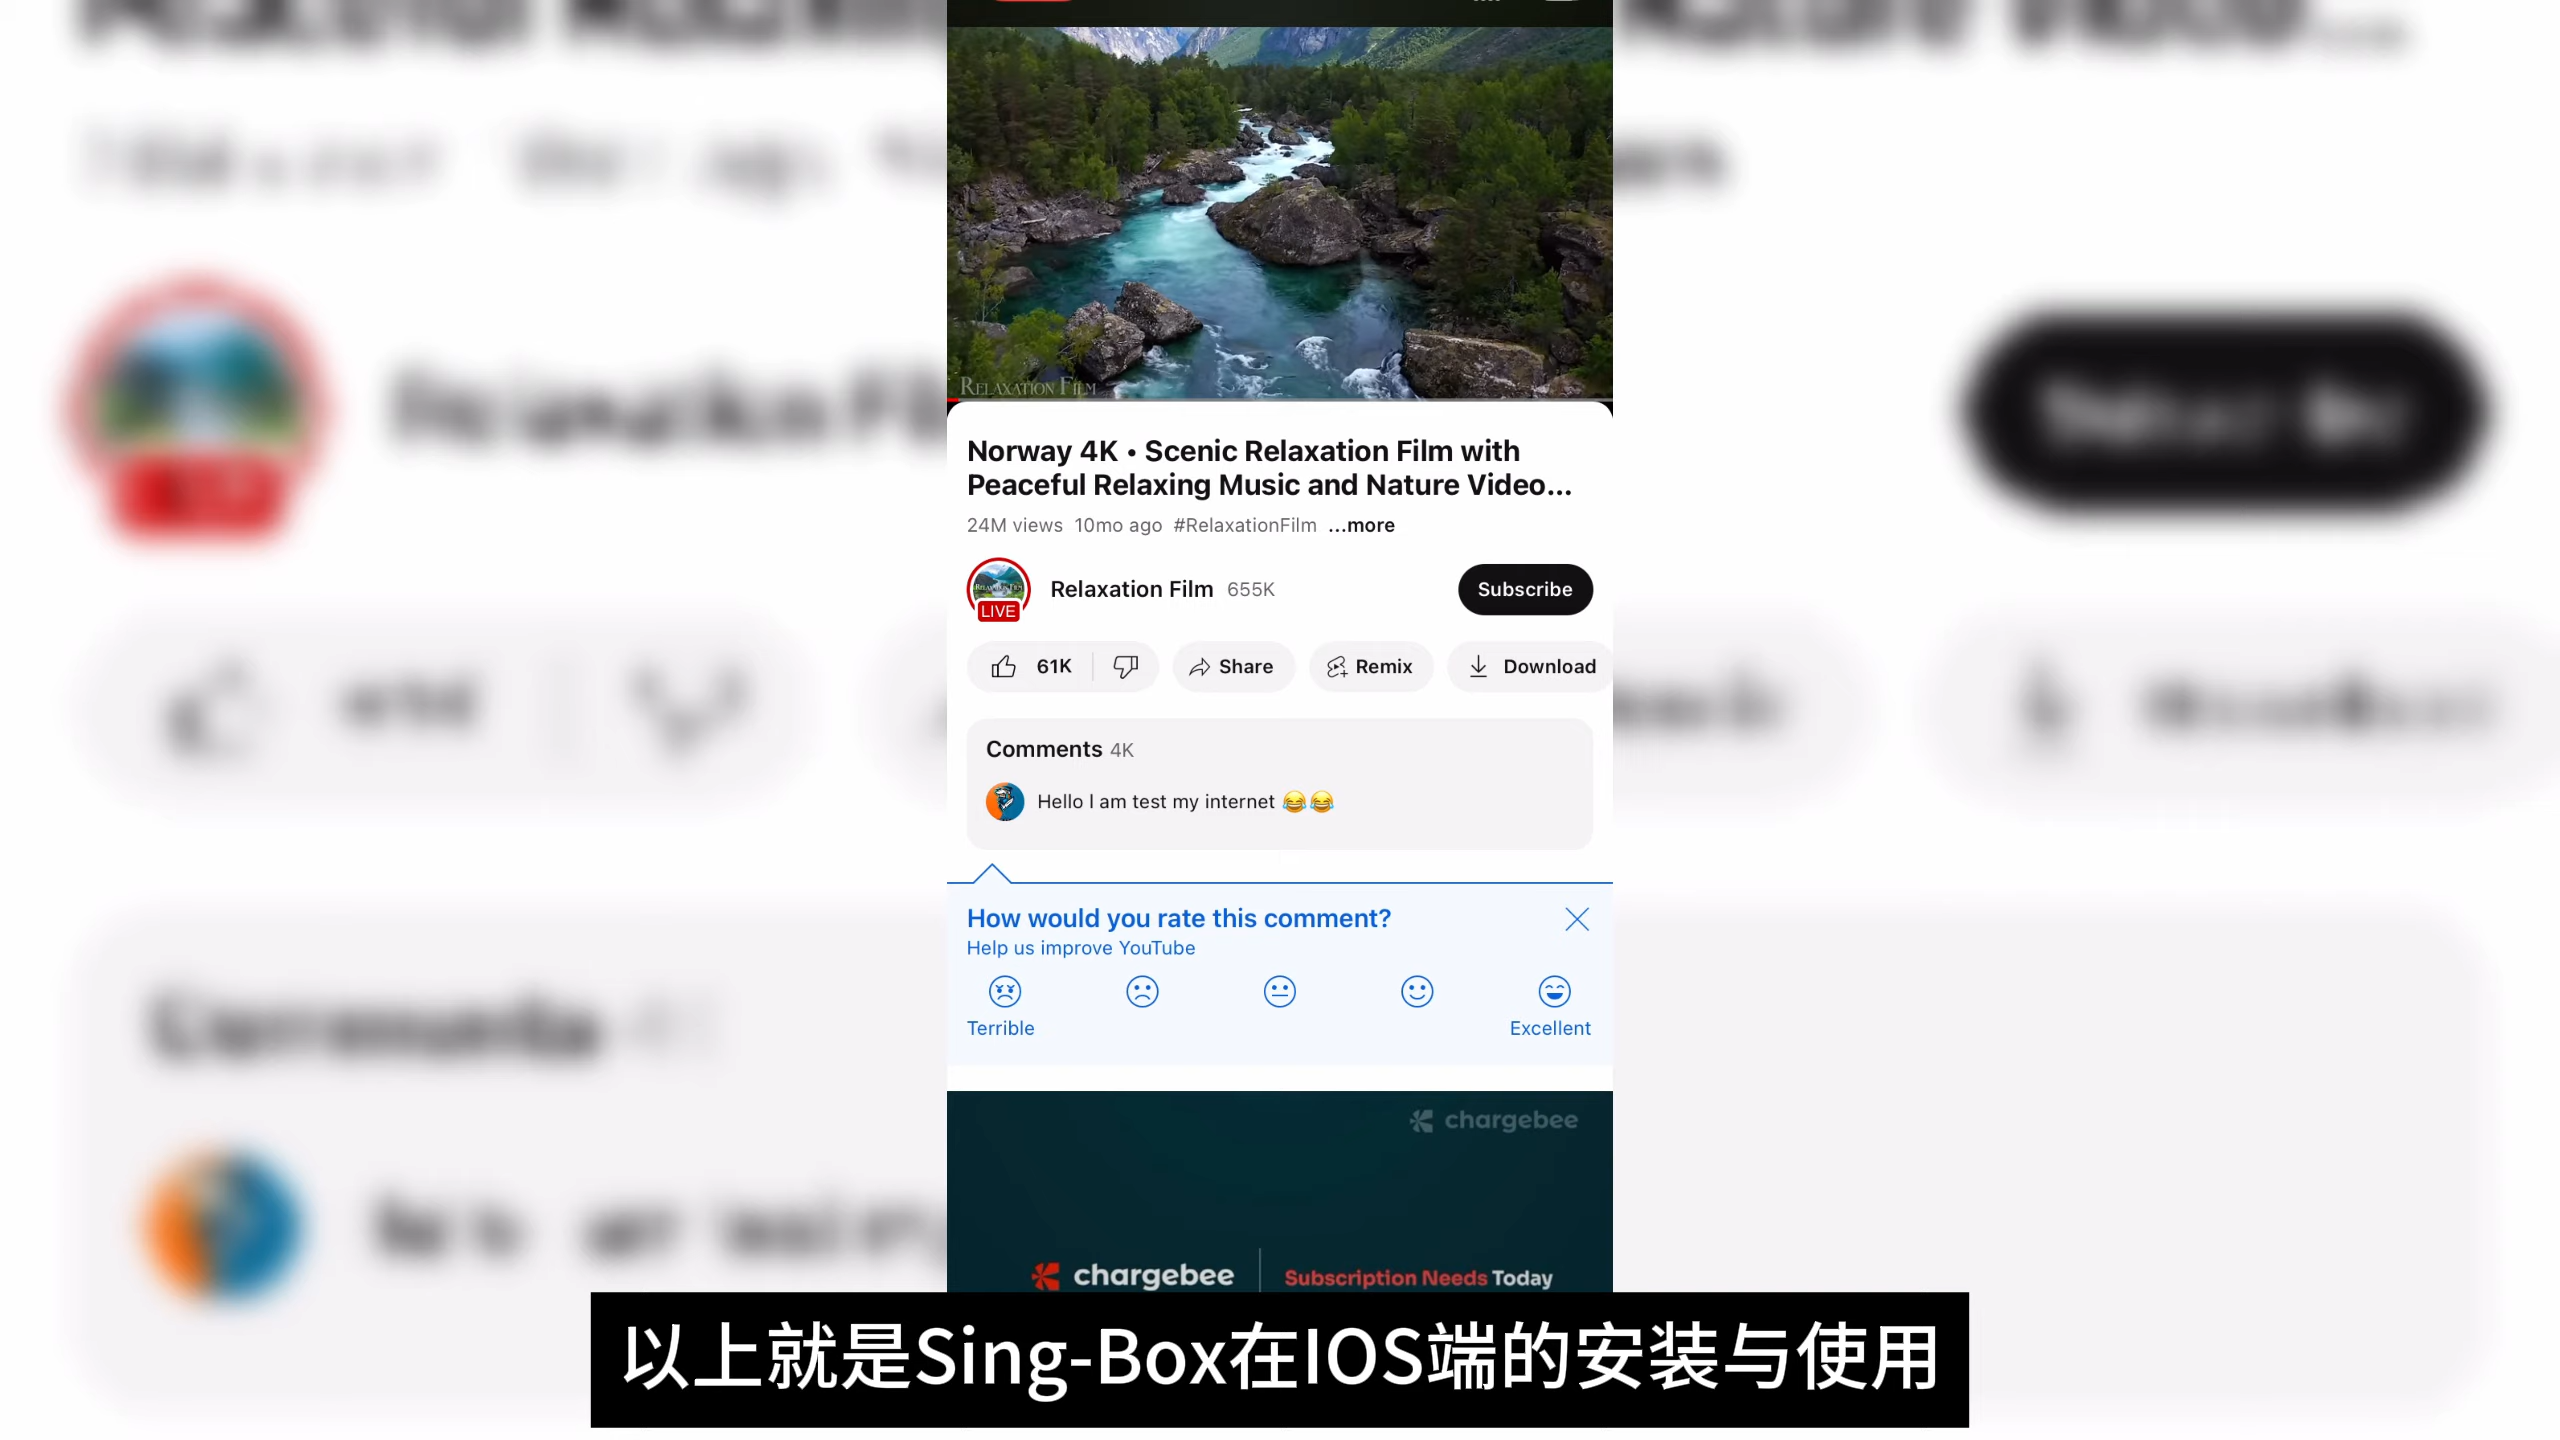 RELAXATION FILM
Norway 4K • Scenic Relaxation Film with
Peaceful Relaxing Music and Nature Video...
24M views 10mo ago #RelaxationFilm ...more
LIVE
Relaxation Film 655K
Subscribe
61K
Share
Remix
Download
Comments 4K
Hello I am test my internet 😂😂
How would you rate this comment?
Help us improve YouTube
Terrible
Excellent
chargebee
chargebee
Subscription Needs Today
以上就是Sing-Box在IOS端的安装与使用